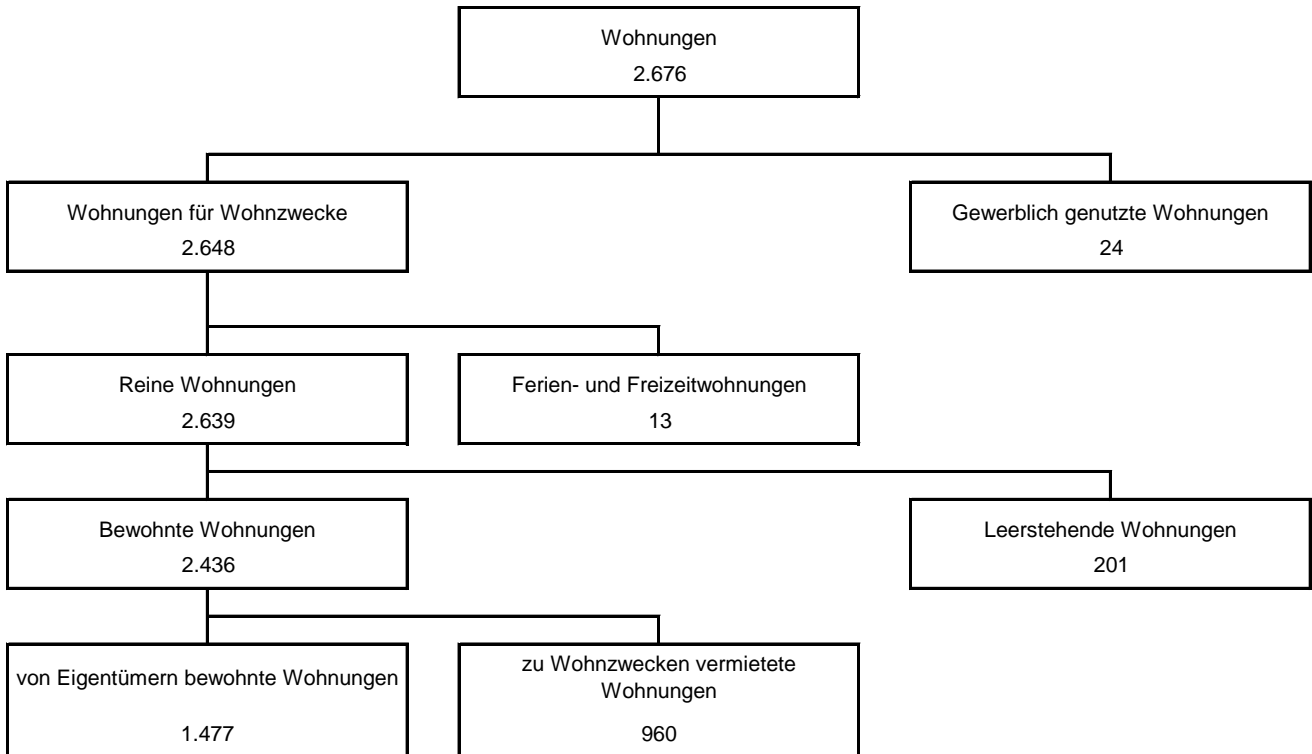 Wohnungen
2.676
Wohnungen für Wohnzwecke
2.648
Gewerblich genutzte Wohnungen
24
Reine Wohnungen
2.639
Ferien- und Freizeitwohnungen
13
Bewohnte Wohnungen
2.436
Leerstehende Wohnungen
201
von Eigentümern bewohnte Wohnungen
1.477
zu Wohnzwecken vermietete
Wohnungen
960